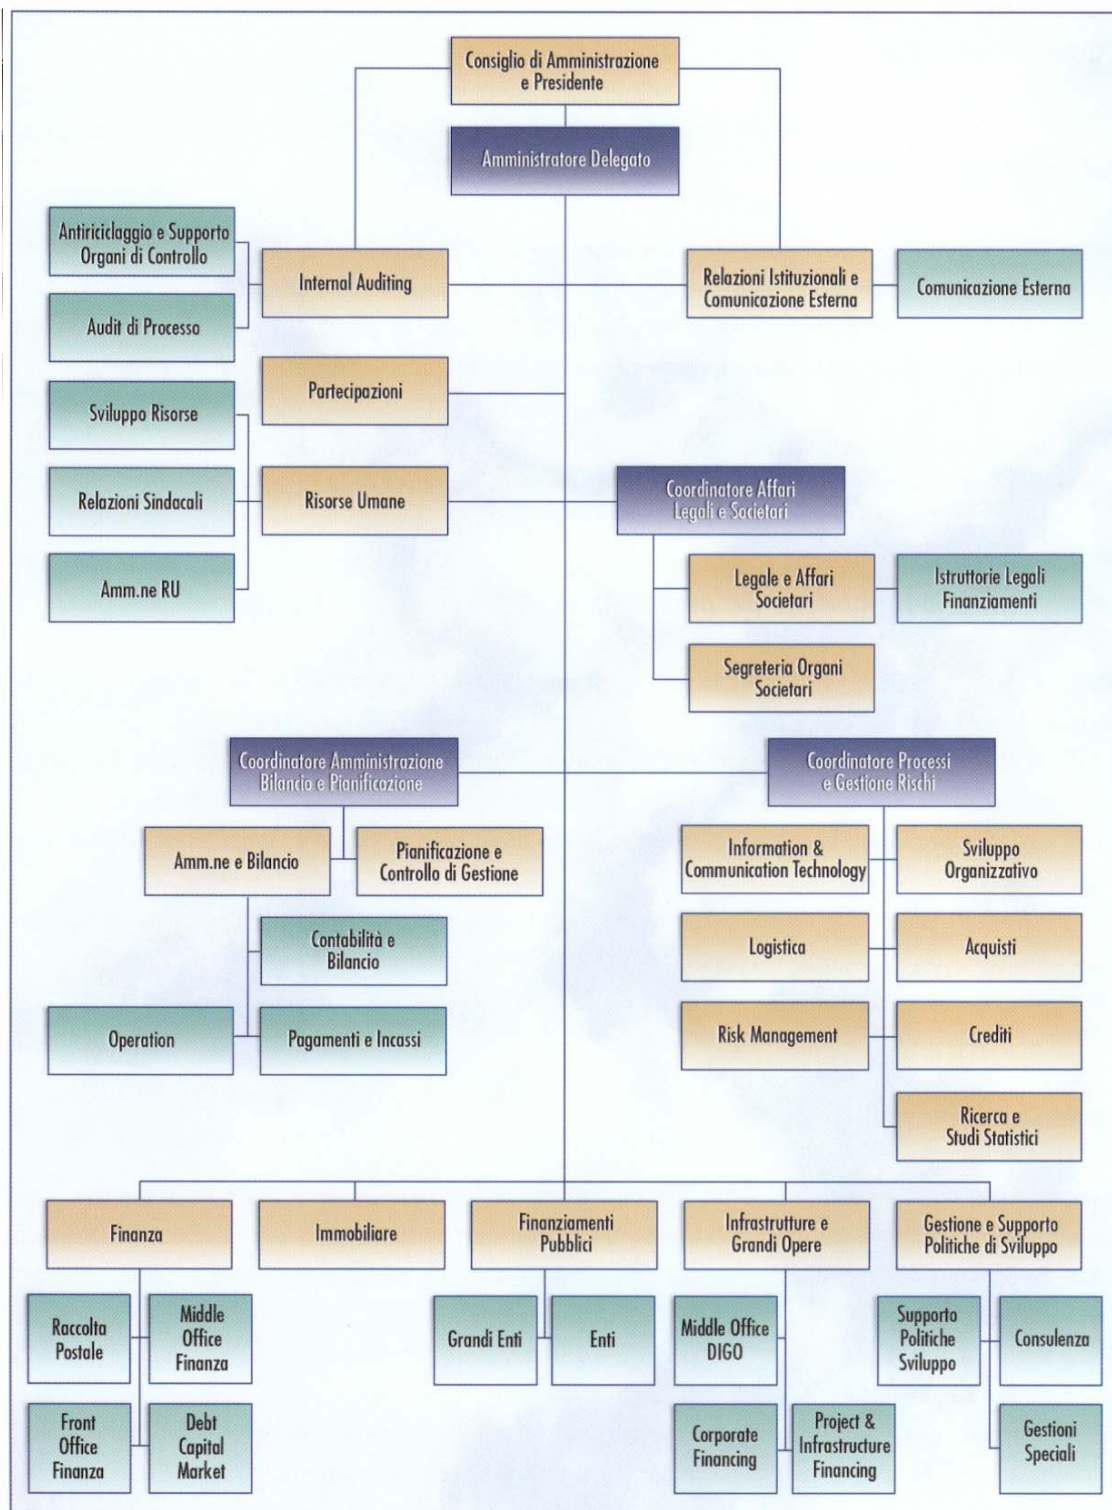 Consiglio di Amministrazione
e Presidente
Amministratore Delegato
Antiriciclaggio e Supporto
Organi di Controllo
Internal Auditing
Relazioni Istituzionali e
Comunicazione Esterna
Comunicazione Esterna
Audit di Processo
Partecipazioni
Sviluppo Risorse
Relazioni Sindacali
Risorse Umane
Coordinatore Affari
Legali e Societari
Amm.ne RU
Legale e Affari
Societari
Istruttorie Legali
Finanziamenti
Segreteria Organi
Societari
Coordinatore Amministrazione
Bilancio e Pianificazione
Coordinatore Processi
e Gestione Rischi
Amm.ne e Bilancio
Pianificazione e
Controllo di Gestione
Information &
Communication Technology
Sviluppo
Organizzativo
Contabilità e
Bilancio
Logistica
Acquisti
Operation
Pagamenti e Incassi
Risk Management
Crediti
Ricerca e
Studi Statistici
Finanza
Immobiliare
Finanziamenti
Pubblici
Infrastrutture e
Grandi Opere
Gestione e Supporto
Politiche di Sviluppo
Raccolta
Postale
Middle
Office
Finanza
Grandi Enti
Enti
Middle Office
DIGO
Supporto
Politiche
Sviluppo
Consulenza
Front
Office
Finanza
Debt
Capital
Market
Corporate
Financing
Project &
Infrastructure
Financing
Gestioni
Speciali